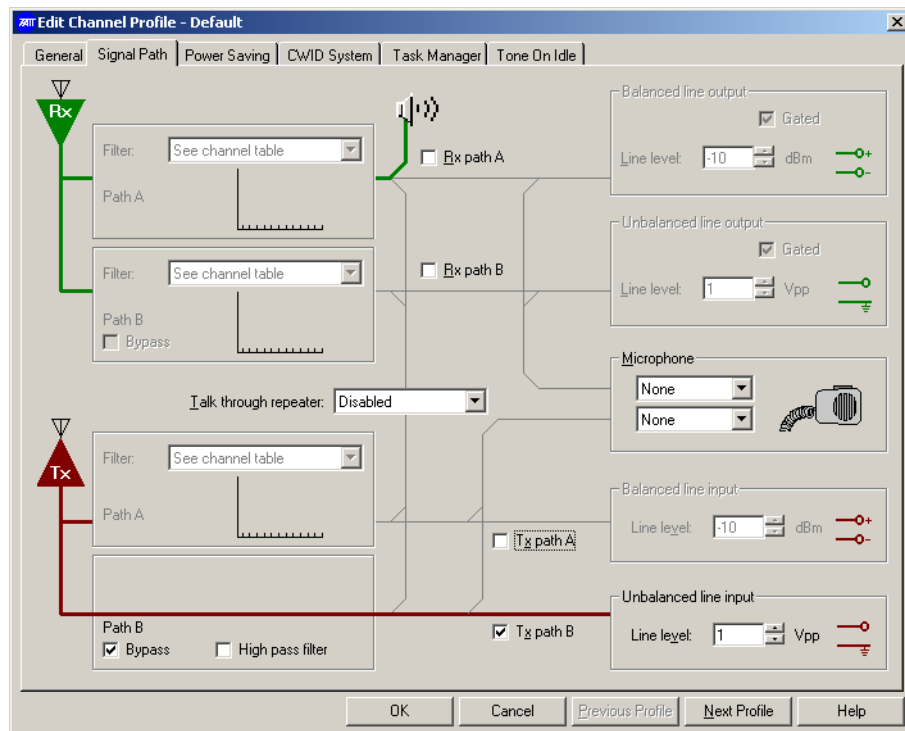 Edit Channel Profile - Default
General Signal Path Power Saving CWID System Task Manager Tone On Idle
Rx
Filter: See channel table
Path A
Rx path A
Balanced line output
Gated
Line level: -10 dBm
Filter: See channel table
Path B
Bypass
Rx path B
Unbalanced line output
Gated
Line level: 1 Vpp
Talk through repeater: Disabled
Microphone
None
None
Tx
Filter: See channel table
Path A
Tx path A
Balanced line input
Line level: -10 dBm
Path B
Bypass High pass filter
Tx path B
Unbalanced line input
Line level: 1 Vpp
OK Cancel Previous Profile Next Profile Help